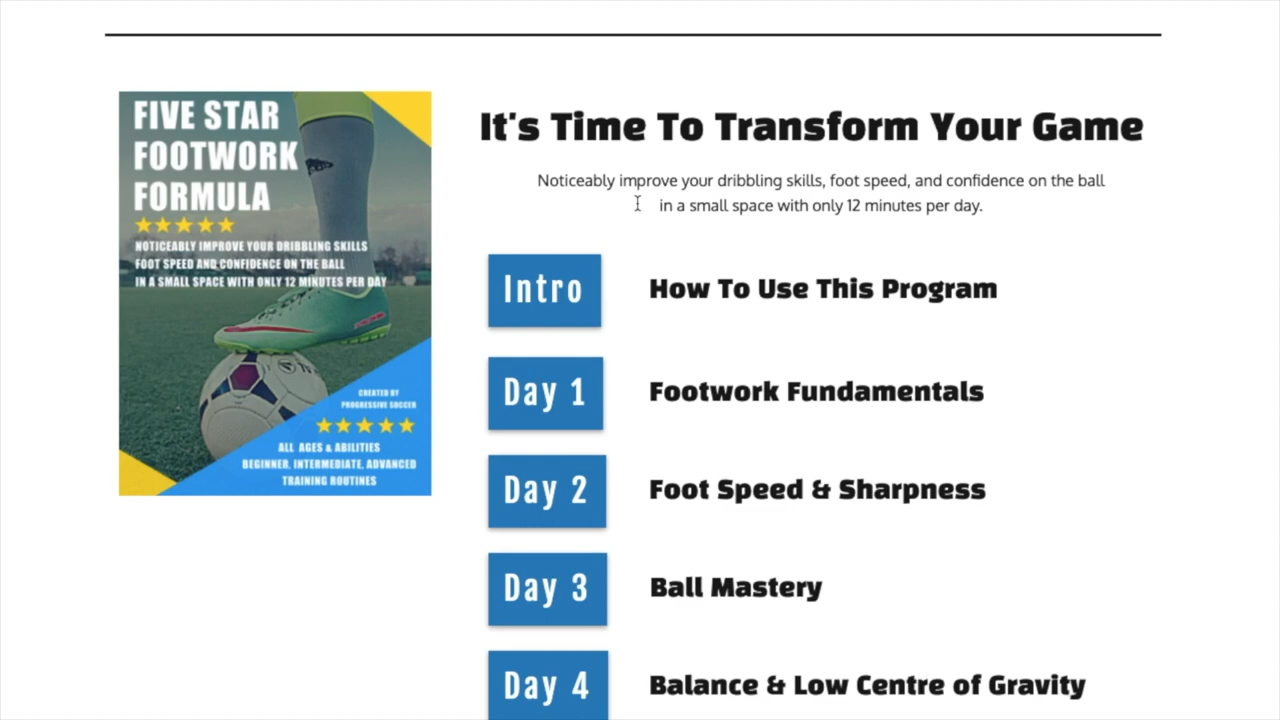 FIVE STAR
FOOTWORK
FORMULA
NOTICEABLY IMPROVE YOUR DRIBBLING SKILLS
FOOT SPEED AND CONFIDENCE ON THE BALL
IN A SMALL SPACE WITH ONLY 12 MINUTES PER DAY
CREATED BY
PROGRESSIVE SOCCER
ALL AGES & ABILITIES
BEGINNER, INTERMEDIATE, ADVANCED
TRAINING ROUTINES
It's Time To Transform Your Game
Noticeably improve your dribbling skills, foot speed, and confidence on the ball
in a small space with only 12 minutes per day.
Intro How To Use This Program
Day 1 Footwork Fundamentals
Day 2 Foot Speed & Sharpness
Day 3 Ball Mastery
Day 4 Balance & Low Centre of Gravity